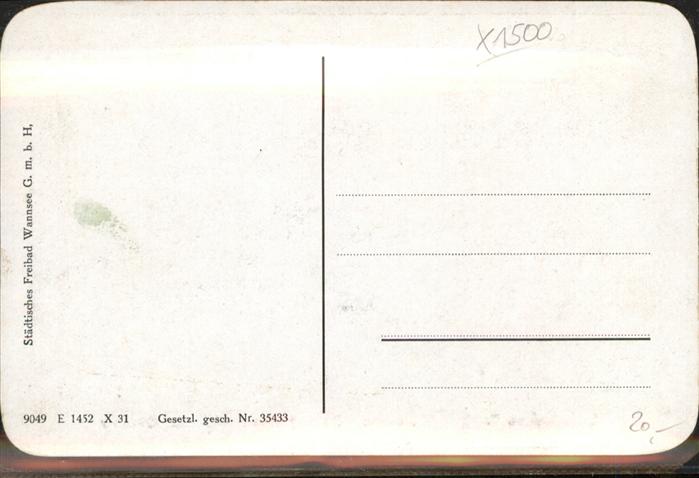 X1500
Städtisches Freibad Wannsee G. m. b. H,
9049 E 1452 X 31 Gesetzl. gesch. Nr. 35433
20,-